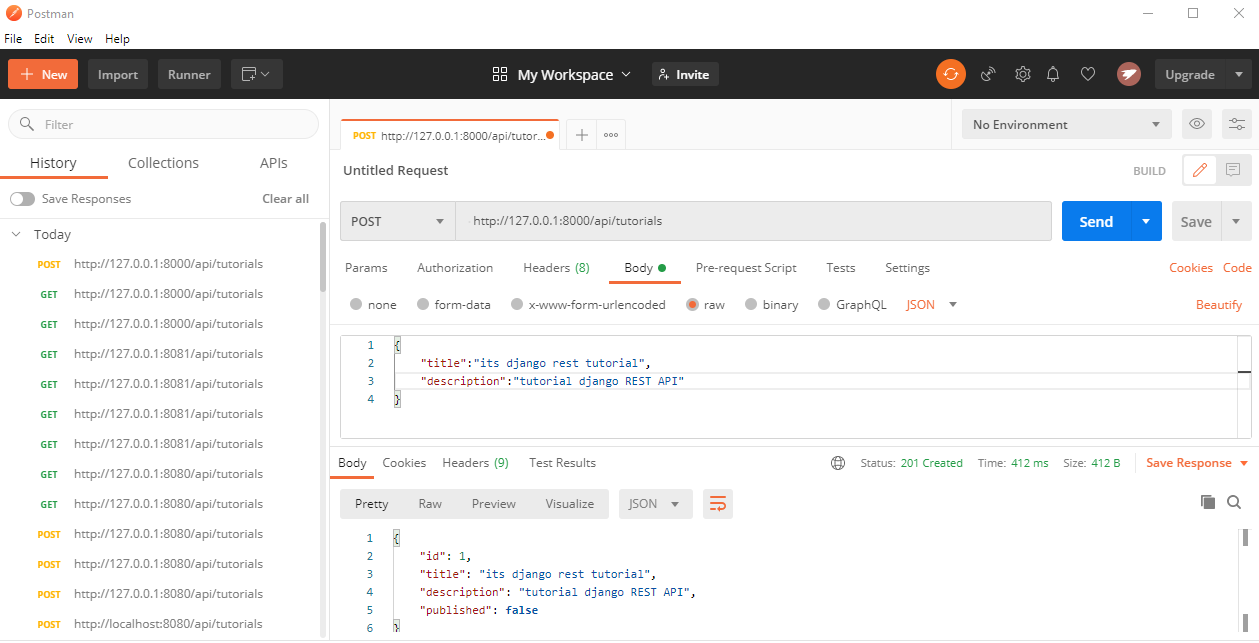 Postman
File Edit View Help
+ New Import Runner My Workspace Invite Upgrade
Filter
History Collections APIs
Save Responses Clear all
Today
POST http://127.0.0.1:8000/api/tutorials
GET http://127.0.0.1:8000/api/tutorials
GET http://127.0.0.1:8000/api/tutorials
GET http://127.0.0.1:8081/api/tutorials
GET http://127.0.0.1:8081/api/tutorials
GET http://127.0.0.1:8081/api/tutorials
GET http://127.0.0.1:8081/api/tutorials
GET http://127.0.0.1:8080/api/tutorials
GET http://127.0.0.1:8080/api/tutorials
POST http://127.0.0.1:8080/api/tutorials
POST http://127.0.0.1:8080/api/tutorials
POST http://127.0.0.1:8080/api/tutorials
POST http://localhost:8080/api/tutorials
POST http://127.0.0.1:8000/api/tutor...
No Environment
Untitled Request BUILD
POST http://127.0.0.1:8000/api/tutorials Send Save
Params Authorization Headers (8) Body Pre-request Script Tests Settings Cookies Code
none form-data x-www-form-urlencoded raw binary GraphQL JSON Beautify
1 {
2 "title":"its django rest tutorial",
3 "description":"tutorial django REST API"
4 }
Body Cookies Headers (9) Test Results Status: 201 Created Time: 412 ms Size: 412 B Save Response
Pretty Raw Preview Visualize JSON
1 {
2 "id": 1,
3 "title": "its django rest tutorial",
4 "description": "tutorial django REST API",
5 "published": false
6 }